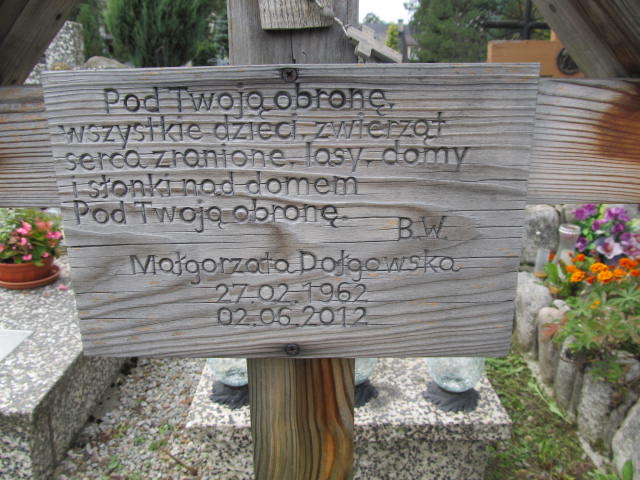 Pod Twoją obronę,
wszystkie dzieci, zwierząt
serca zranione, lasy, domy
i słonki nad domem
Pod Twoją obronę.
B.W.
Małgorzata Dołgowska
27.02.1962
02.06.2012